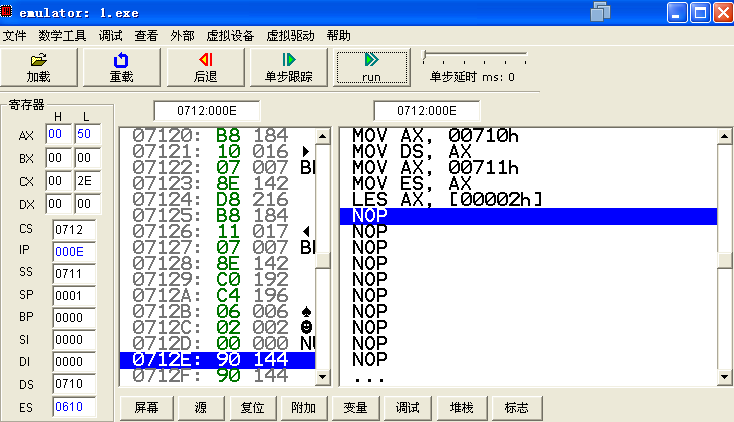 emulator: 1.exe
文件 数学工具 调试 查看 外部 虚拟设备 虚拟驱动 帮助
加载 重载 后退 单步跟踪 run 单步延时 ms: 0
寄存器
H L
AX 00 50
BX 00 00
CX 00 2E
DX 00 00
CS 0712
IP 000E
SS 0711
SP 0001
BP 0000
SI 0000
DI 0000
DS 0710
ES 0610
0712:000E
07120: B8 184
07121: 10 016
07122: 07 007
07123: 8E 142
07124: D8 216
07125: B8 184
07126: 11 017
07127: 07 007
07128: 8E 142
07129: C0 192
0712A: C4 196
0712B: 06 006
0712C: 02 002
0712D: 00 000
0712E: 90 144
0712F: 90 144
0712:000E
MOV AX, 00710h
MOV DS, AX
MOV AX, 00711h
MOV ES, AX
LES AX, [00002h]
NOP
NOP
NOP
NOP
NOP
NOP
NOP
NOP
NOP
NOP
...
屏幕 源 复位 附加 变量 调试 堆栈 标志